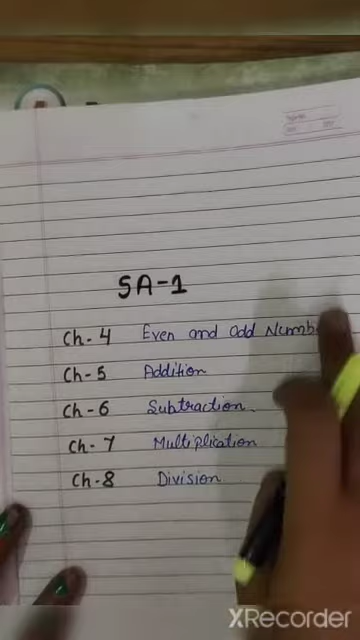 SA-1
Ch-4 Even and Odd Numb
Ch-5 Addition
Ch-6 Subtraction.
Ch-7 Multiplication
Ch-8 Division
XRecorder